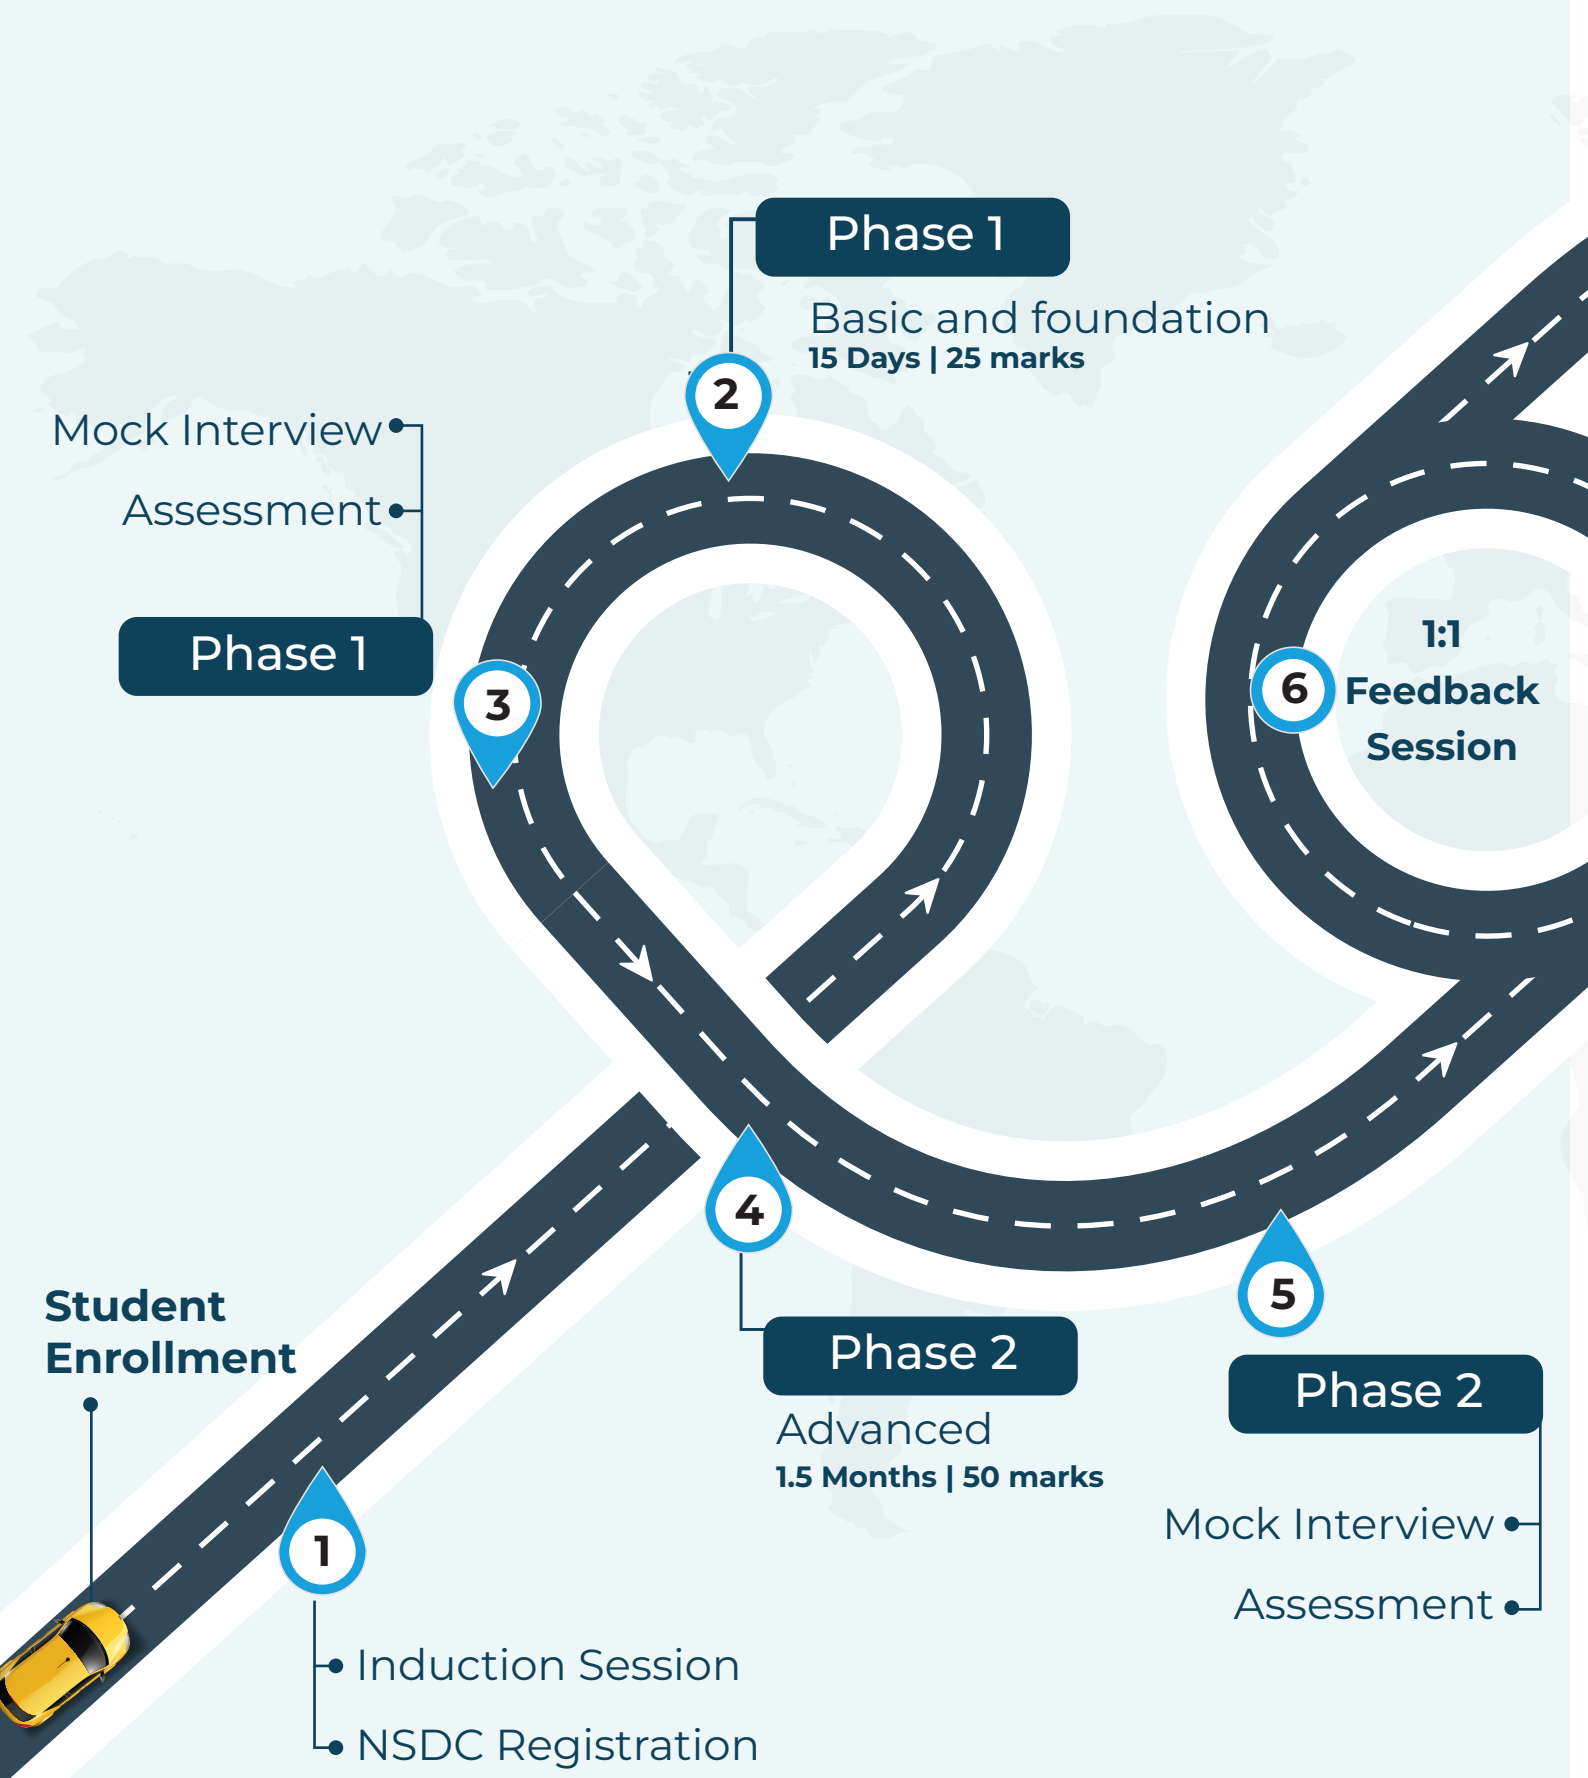 Phase 1
Basic and foundation
15 Days | 25 marks
2
Mock Interview
Assessment
Phase 1
3
6
1:1
Feedback
Session
4
Phase 2
Advanced
1.5 Months | 50 marks
5
Phase 2
Mock Interview
Assessment
Student
Enrollment
1
Induction Session
NSDC Registration